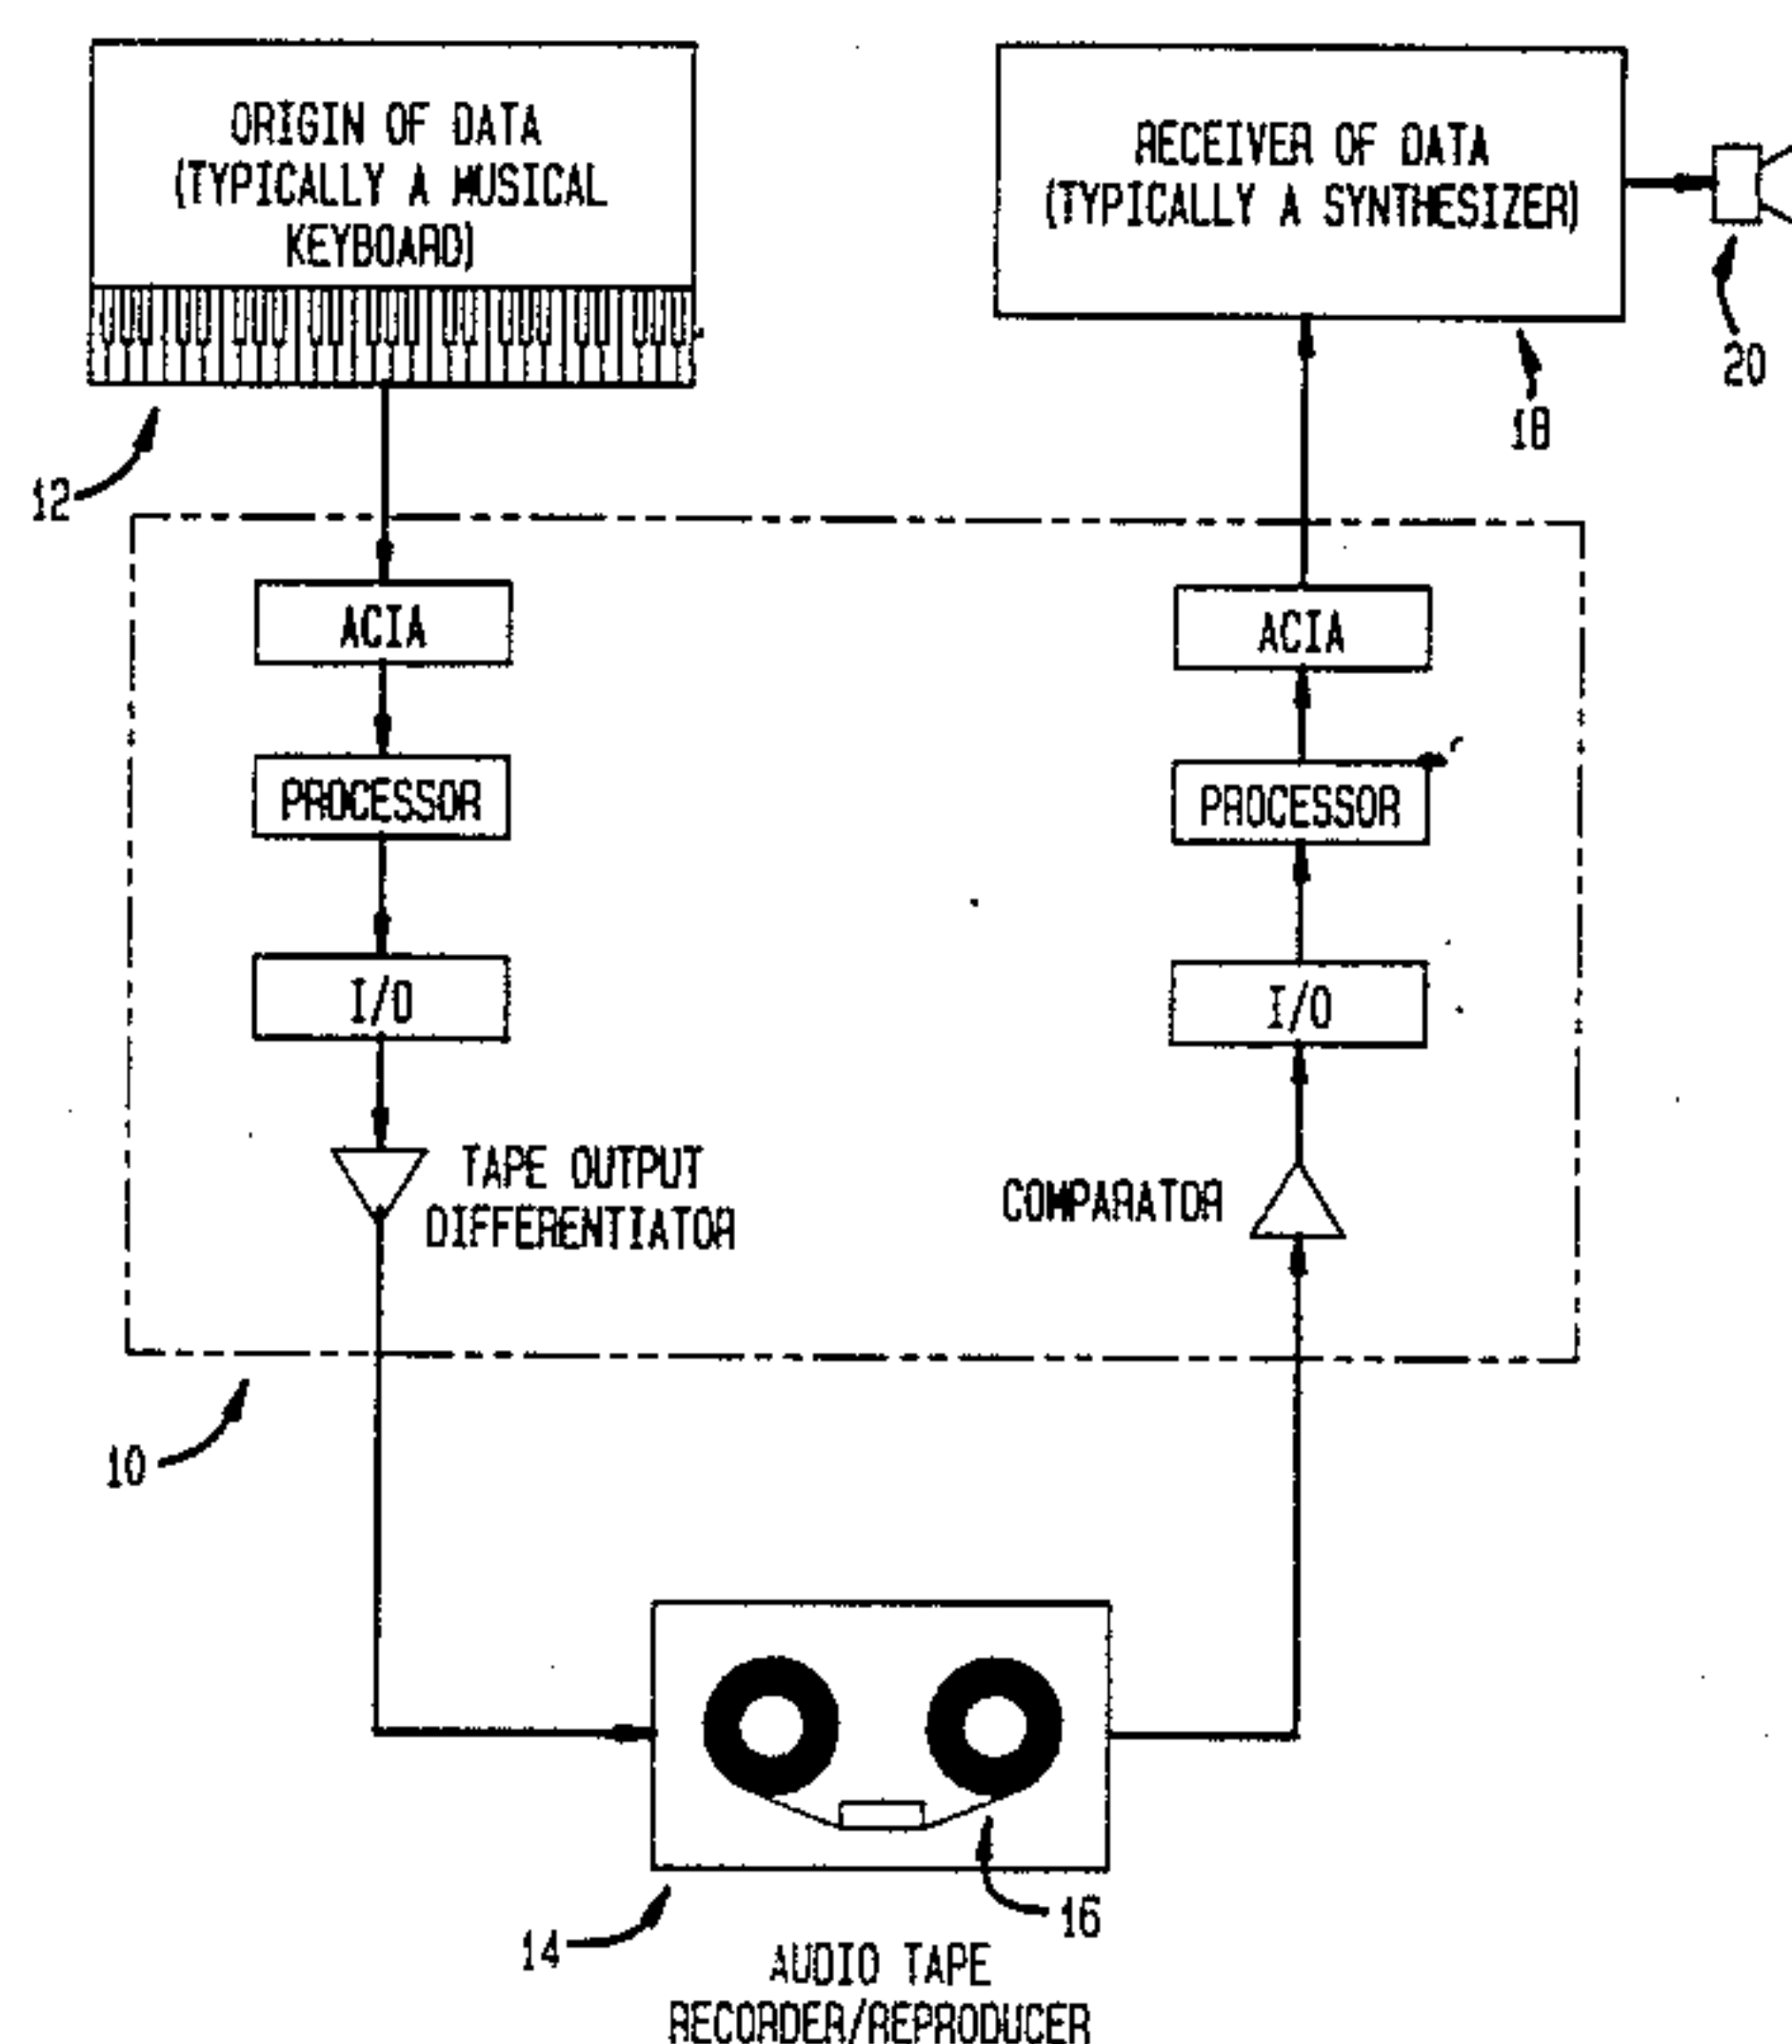 ORIGIN OF DATA
(TYPICALLY A MUSICAL
KEYBOARD)
RECEIVER OF DATA
(TYPICALLY A SYNTHESIZER)
20
18
12
ACIA
PROCESSOR
I/O
TAPE OUTPUT
DIFFERENTIATOR
ACIA
PROCESSOR
I/O
COMPARATOR
10
16
14
AUDIO TAPE
RECORDER/REPRODUCER